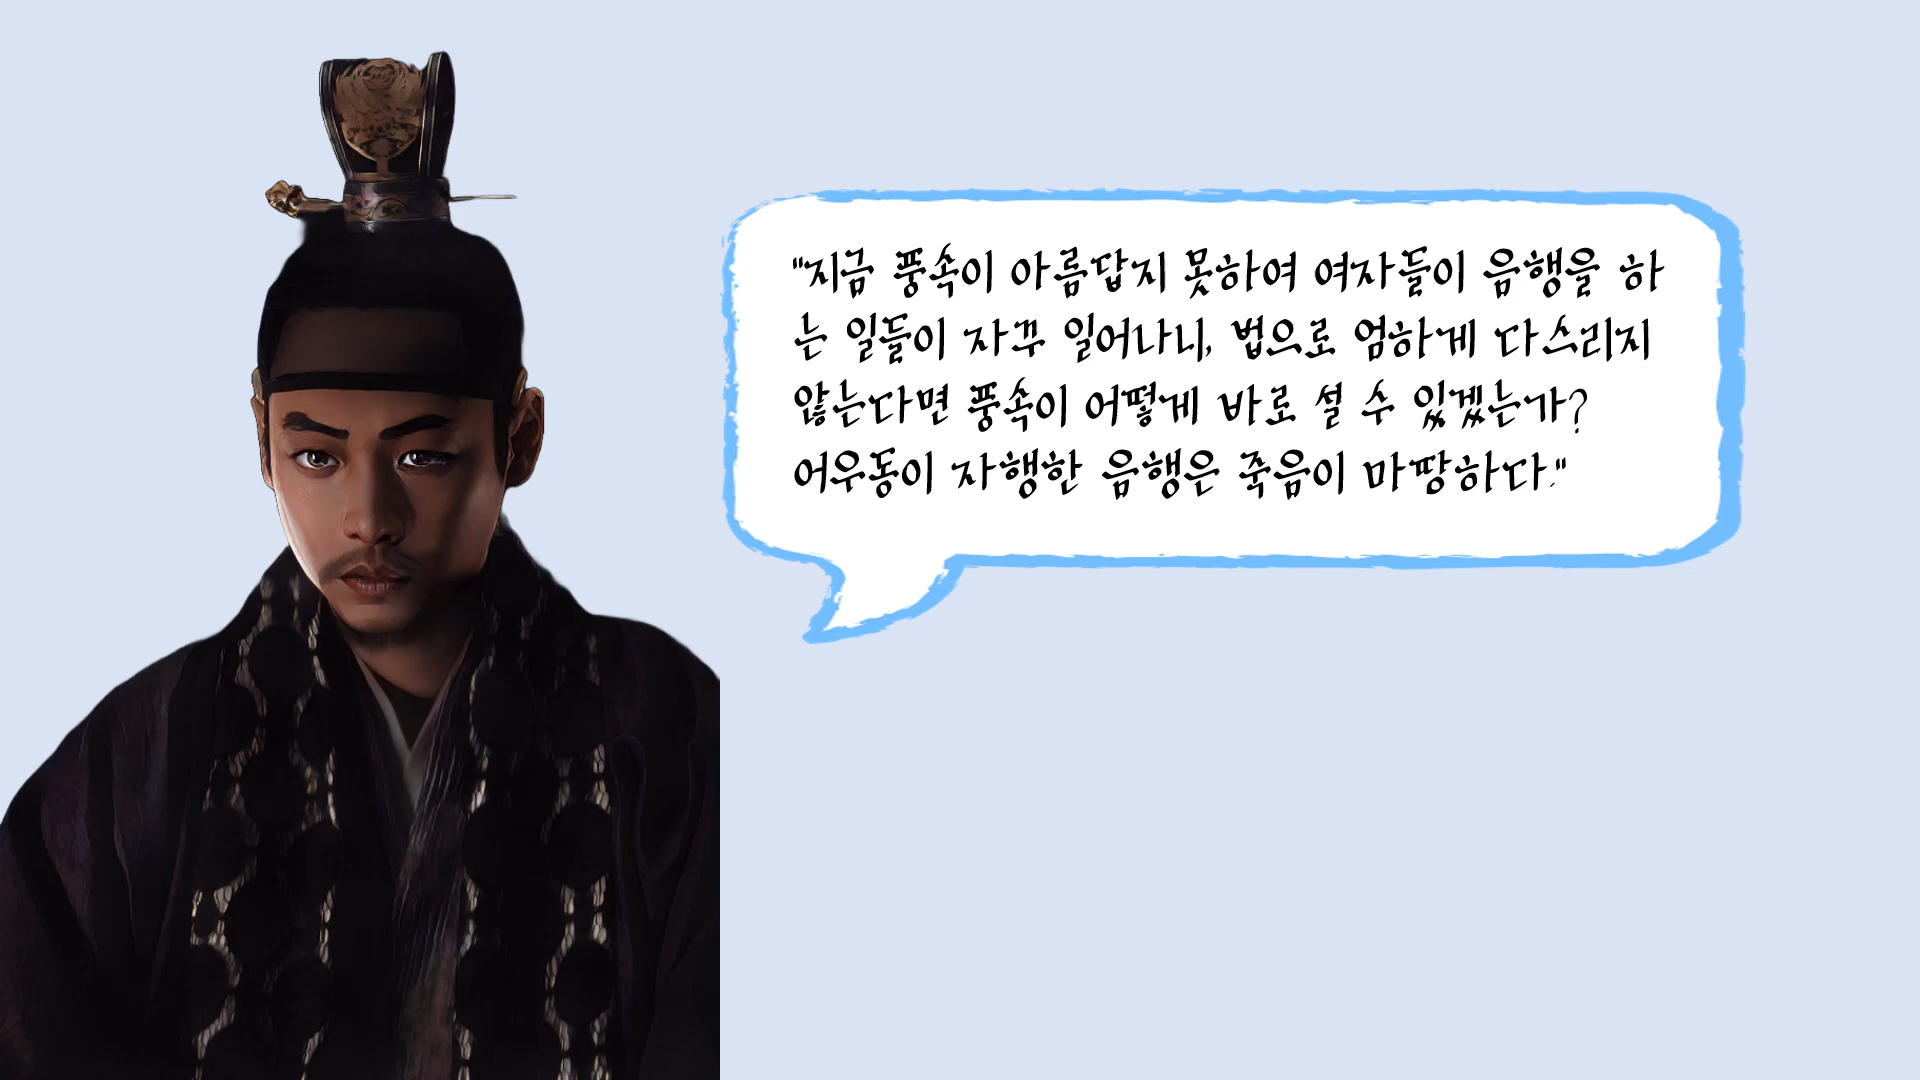 "지금 풍속이 아름답지 못하여 여자들이 음행을 하
는 일들이 자꾸 일어나니, 법으로 엄하게 다스리지
않는다면 풍속이 어떻게 바로 설 수 있겠는가?
어우동이 자행한 음행은 죽음이 마땅하다."